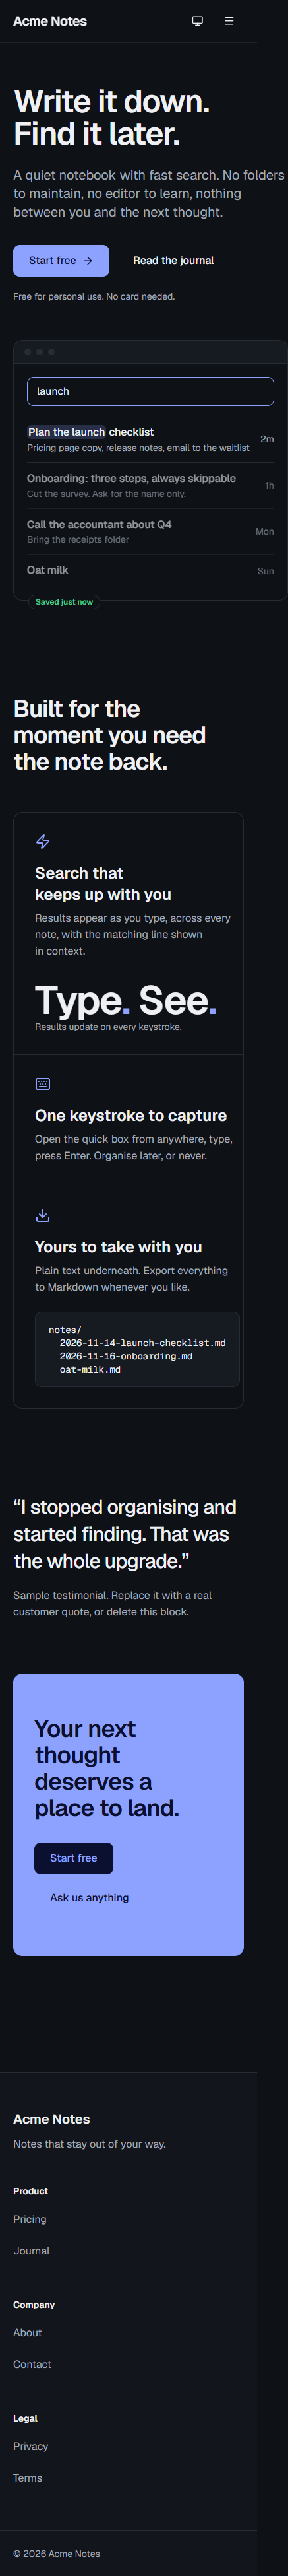 Acme Notes
Write it down.
Find it later.
A quiet notebook with fast search. No folders
to maintain, no editor to learn, nothing
between you and the next thought.
Start free
Read the journal
Free for personal use. No card needed.
launch
Plan the launch checklist
Pricing page copy, release notes, email to the waitlist
2m
Onboarding: three steps, always skippable
Cut the survey. Ask for the name only.
1h
Call the accountant about Q4
Bring the receipts folder
Mon
Oat milk
Sun
Saved just now
Built for the
moment you need
the note back.
Search that
keeps up with you
Results appear as you type, across every
note, with the matching line shown
in context.
Type. See.
Results update on every keystroke.
One keystroke to capture
Open the quick box from anywhere, type,
press Enter. Organise later, or never.
Yours to take with you
Plain text underneath. Export everything
to Markdown whenever you like.
notes/
2026-11-14-launch-checklist.md
2026-11-16-onboarding.md
oat-milk.md
“I stopped organising and
started finding. That was
the whole upgrade.”
Sample testimonial. Replace it with a real
customer quote, or delete this block.
Your next
thought
deserves a
place to land.
Start free
Ask us anything
Acme Notes
Notes that stay out of your way.
Product
Pricing
Journal
Company
About
Contact
Legal
Privacy
Terms
© 2026 Acme Notes